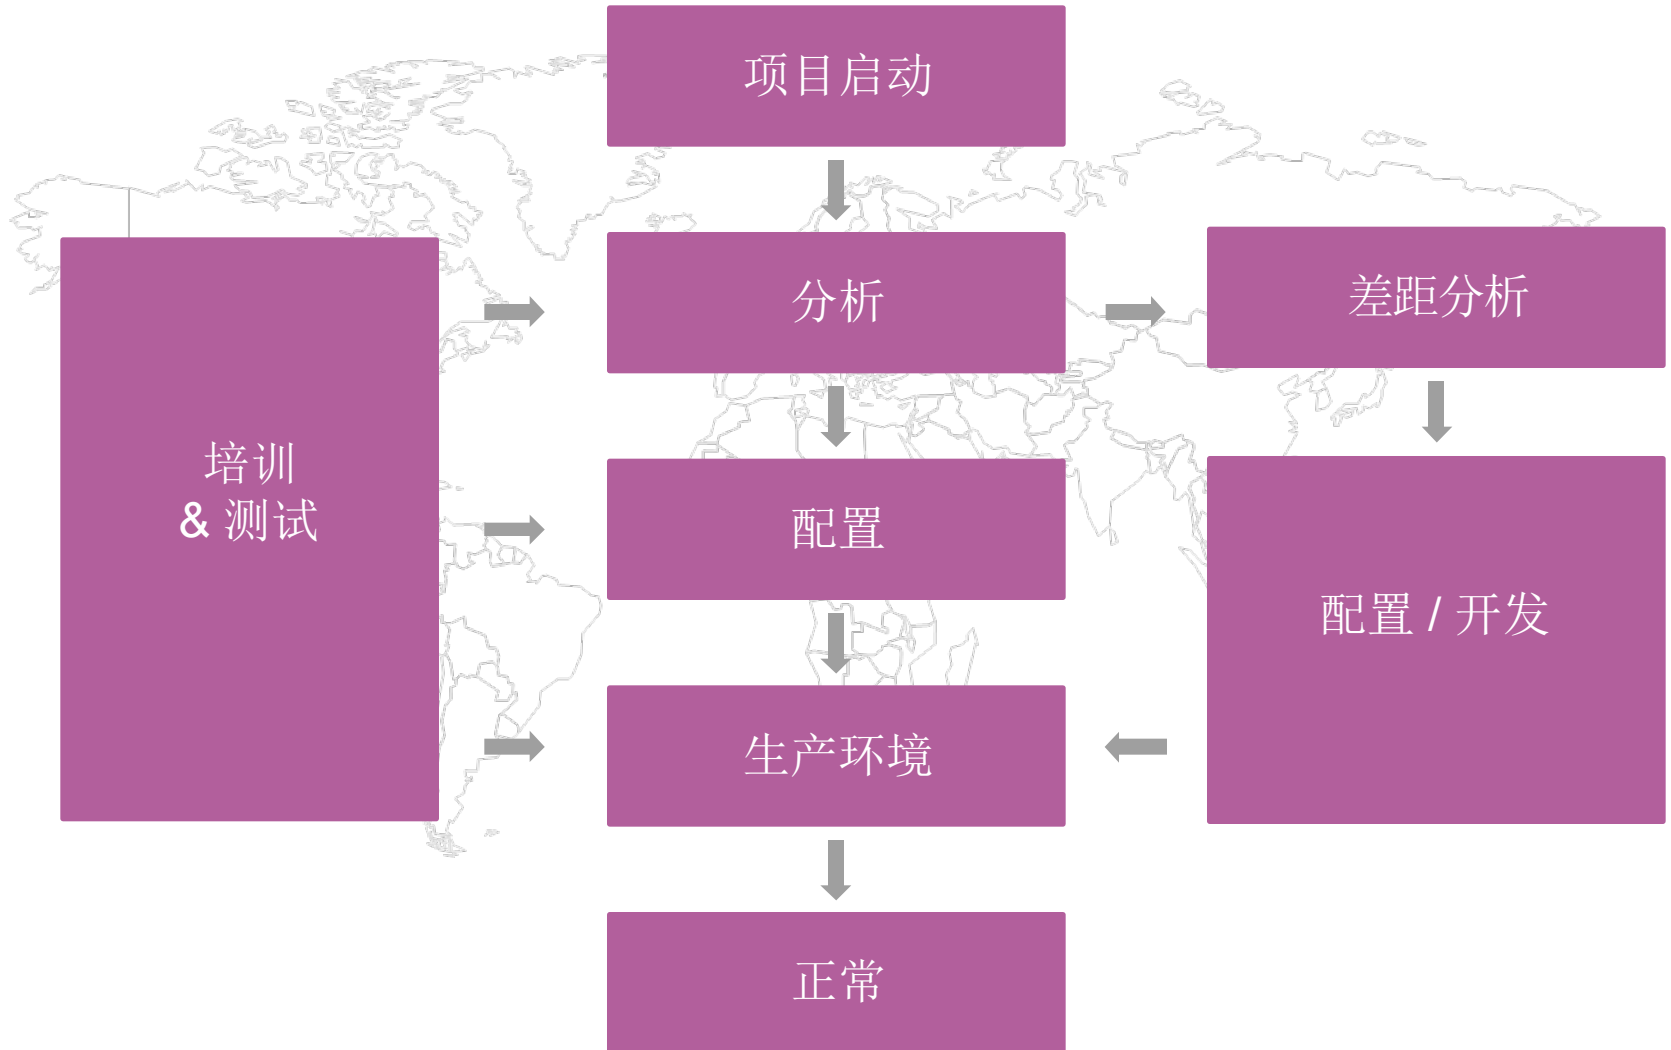 项目启动
分析
差距分析
培训
& 测试
配置
配置 / 开发
生产环境
正常